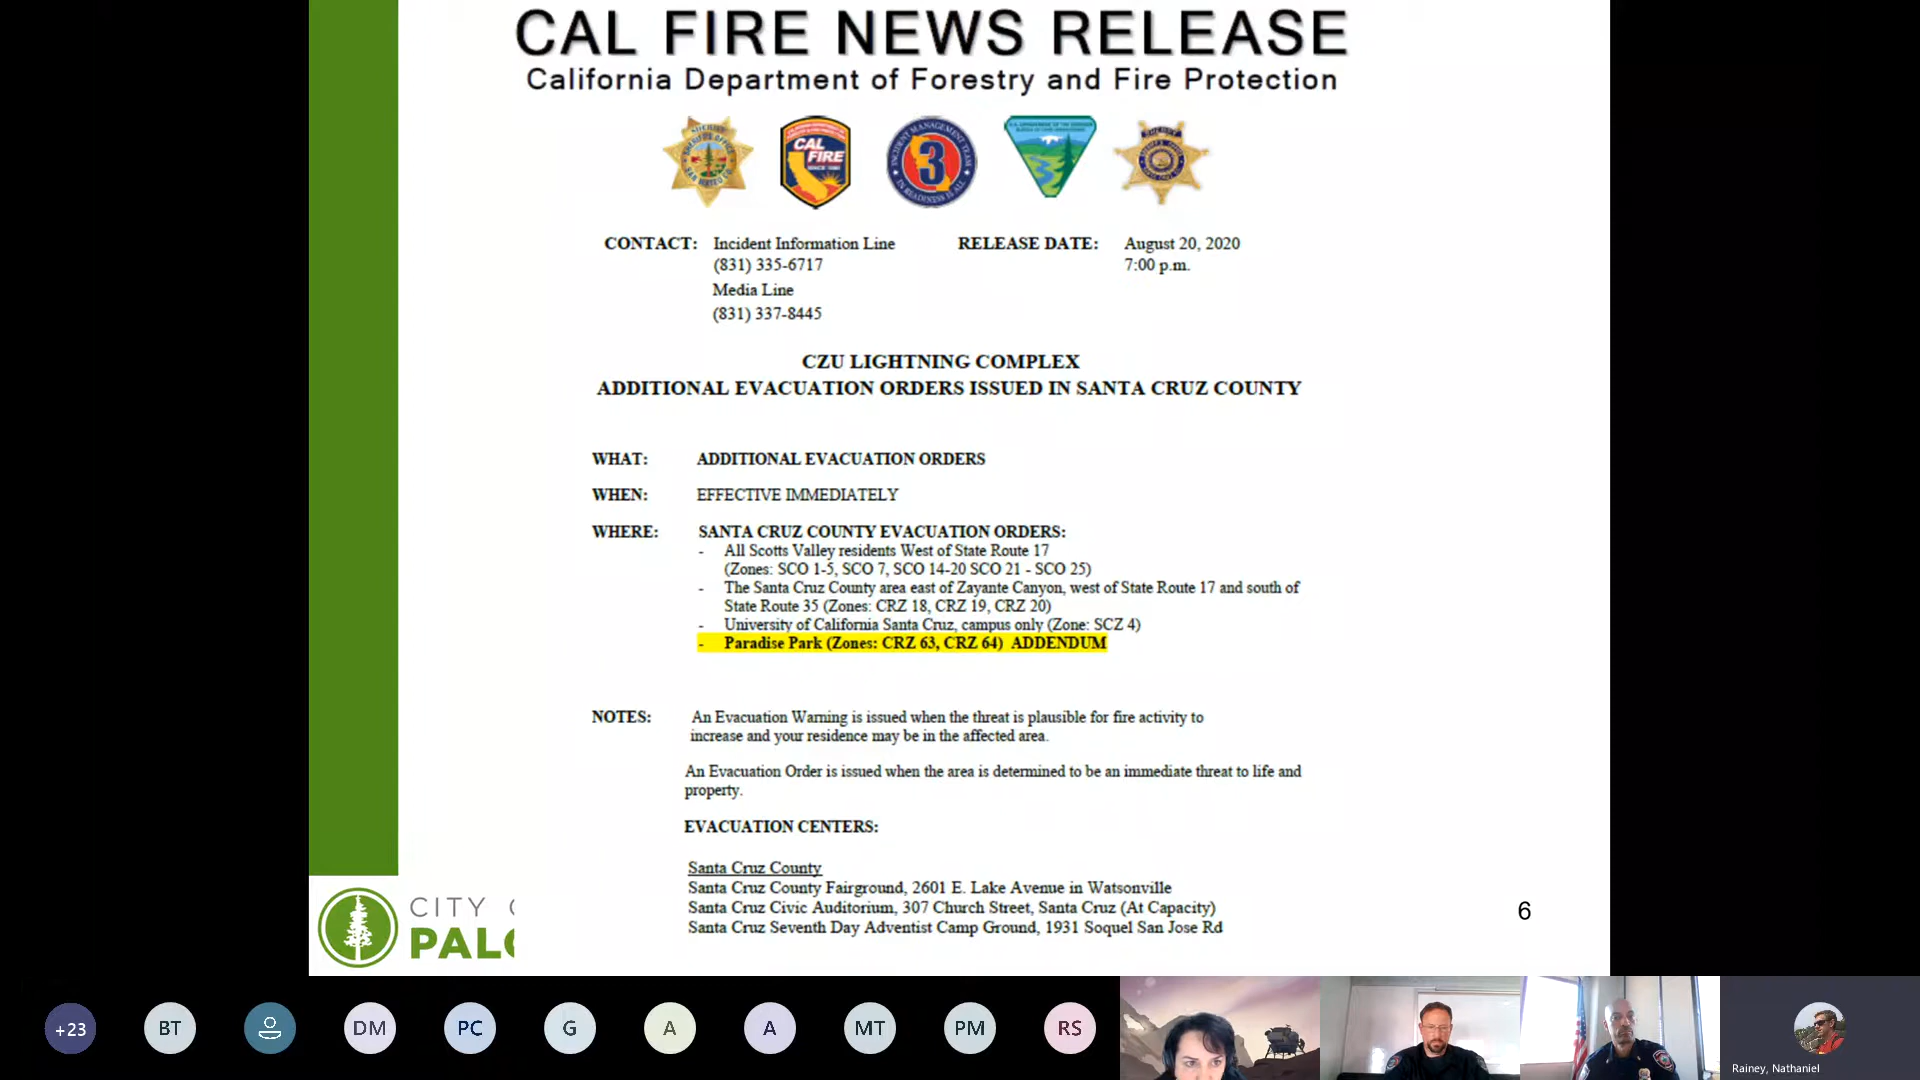 CAL FIRE NEWS RELEASE
California Department of Forestry and Fire Protection
CAL
FIRE
SINCE 1885
INCIDENT MANAGEMENT TEAM
3
IN READINESS IS ALL
CONTACT: Incident Information Line RELEASE DATE: August 20, 2020
(831) 335-6717 7:00 p.m.
Media Line
(831) 337-8445
CZU LIGHTNING COMPLEX
ADDITIONAL EVACUATION ORDERS ISSUED IN SANTA CRUZ COUNTY
WHAT: ADDITIONAL EVACUATION ORDERS
WHEN: EFFECTIVE IMMEDIATELY
WHERE: SANTA CRUZ COUNTY EVACUATION ORDERS:
- All Scotts Valley residents West of State Route 17
(Zones: SCO 1-5, SCO 7, SCO 14-20 SCO 21 - SCO 25)
- The Santa Cruz County area east of Zayante Canyon, west of State Route 17 and south of
State Route 35 (Zones: CRZ 18, CRZ 19, CRZ 20)
- University of California Santa Cruz, campus only (Zone: SCZ 4)
- Paradise Park (Zones: CRZ 63, CRZ 64) ADDENDUM
NOTES: An Evacuation Warning is issued when the threat is plausible for fire activity to
increase and your residence may be in the affected area.
An Evacuation Order is issued when the area is determined to be an immediate threat to life and
property.
EVACUATION CENTERS:
Santa Cruz County
Santa Cruz County Fairground, 2601 E. Lake Avenue in Watsonville
Santa Cruz Civic Auditorium, 307 Church Street, Santa Cruz (At Capacity)
Santa Cruz Seventh Day Adventist Camp Ground, 1931 Soquel San Jose Rd
6
CITY
PAL
+23 BT DM PC G A A MT PM RS
Rainey, Nathaniel